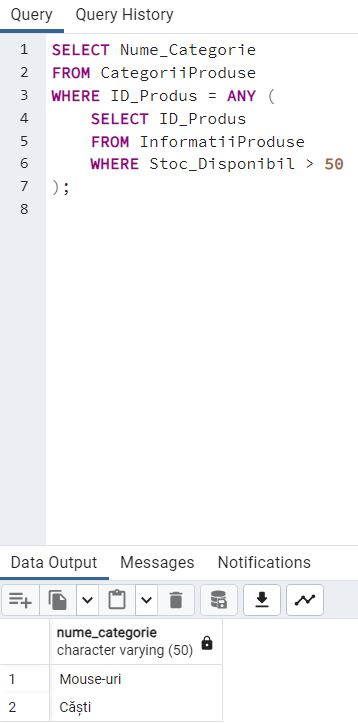 Query Query History
1 SELECT Nume_Categorie
2 FROM CategoriiProduse
3 WHERE ID_Produs = ANY (
4 SELECT ID_Produs
5 FROM InformatiiProduse
6 WHERE Stoc_Disponibil > 50
7 );
8
Data Output Messages Notifications
nume_categorie
character varying (50)
1 Mouse-uri
2 Căști